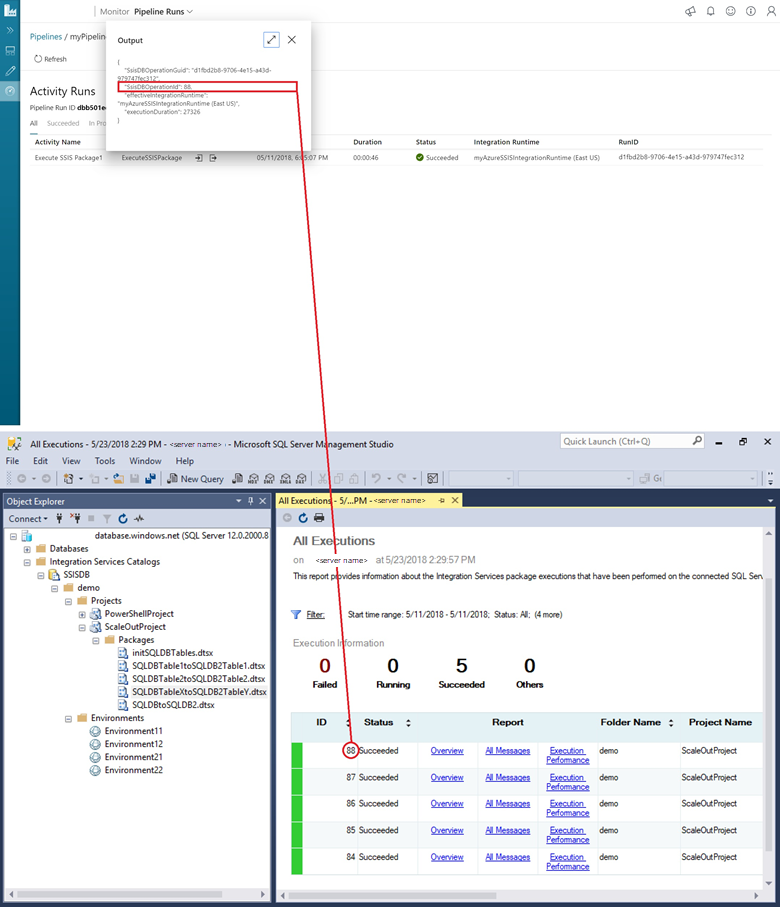 Monitor Pipeline Runs
Pipelines / myPipeline
Output
Refresh
{
"SsisDBOperationGuid": "d1fbd2b8-9706-4e15-a43d-
979747fec312",
"SsisDBOperationId": 88,
"effectiveIntegrationRuntime":
"myAzureSSISIntegrationRuntime (East US)",
"executionDuration": 27326
}
Activity Runs
Pipeline Run ID dbb501e
All Succeeded In Pro
Activity Name Duration Status Integration Runtime RunID
Execute SSIS Package1 ExecuteSSISPackage 05/11/2018, 6:05:07 PM 00:00:46 Succeeded myAzureSSISIntegrationRuntime (East US) d1fbd2b8-9706-4e15-a43d-979747fec312
All Executions - 5/23/2018 2:29 PM - <server name> - Microsoft SQL Server Management Studio
Quick Launch (Ctrl+Q)
File Edit View Tools Window Help
New Query
MDX DMX XMLA DAX
Object Explorer
Connect
database.windows.net (SQL Server 12.0.2000.8
Databases
Integration Services Catalogs
SSISDB
demo
Projects
PowerShellProject
ScaleOutProject
Packages
initSQLDBTables.dtsx
SQLDBTable1toSQLDB2Table1.dtsx
SQLDBTable2toSQLDB2Table2.dtsx
SQLDBTableXtoSQLDB2TableY.dtsx
SQLDBtoSQLDB2.dtsx
Environments
Environment11
Environment12
Environment21
Environment22
All Executions - 5/...PM - <server name>
All Executions
on <server name> at 5/23/2018 2:29:57 PM
This report provides information about the Integration Services package executions that have been performed on the connected SQL Serv
Filter: Start time range: 5/11/2018 - 5/11/2018; Status: All; (4 more)
Execution Information
0 0 5 0
Failed Running Succeeded Others
ID Status Report Folder Name Project Name
88 Succeeded Overview All Messages Execution Performance demo ScaleOutProject
87 Succeeded Overview All Messages Execution Performance demo ScaleOutProject
86 Succeeded Overview All Messages Execution Performance demo ScaleOutProject
85 Succeeded Overview All Messages Execution Performance demo ScaleOutProject
84 Succeeded Overview All Messages Execution Performance demo ScaleOutProject